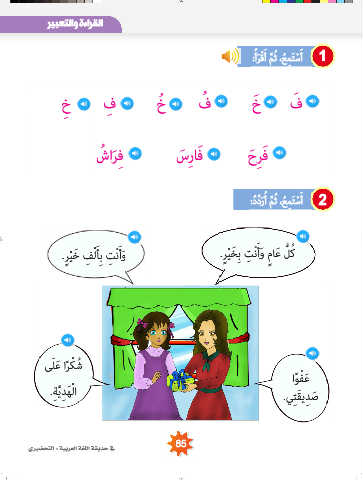 القراءة والتعبير
1 أَسْتَمِعُ، ثُمَّ أَقْرَأُ:
فَ خَ فُ خُ فِ خِ
فَرِحَ فَارِسَ فِرَاشُ
2 أَسْتَمِعُ، ثُمَّ أُرَدِّدُ:
كُلَّ عَامٍ وَأَنْتِ بِخَيْرٍ.
وَأَنْتِ بِأَلْفِ خَيْرٍ.
شُكْرًا عَلَى
الْهَدِيَّةِ.
عَفْوًا
صَدِيقَتِي.
85
في حديقة اللغة العربية - التحضيري